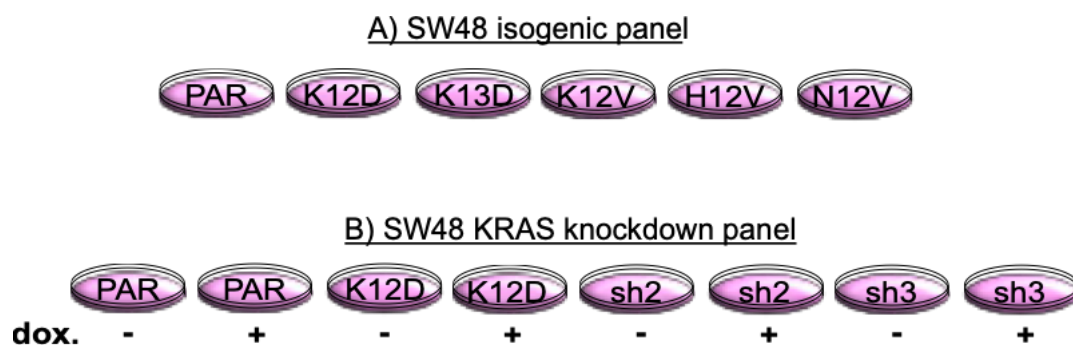 A) SW48 isogenic panel
PAR K12D K13D K12V H12V N12V
B) SW48 KRAS knockdown panel
PAR PAR K12D K12D sh2 sh2 sh3 sh3
dox. - + - + - + - +